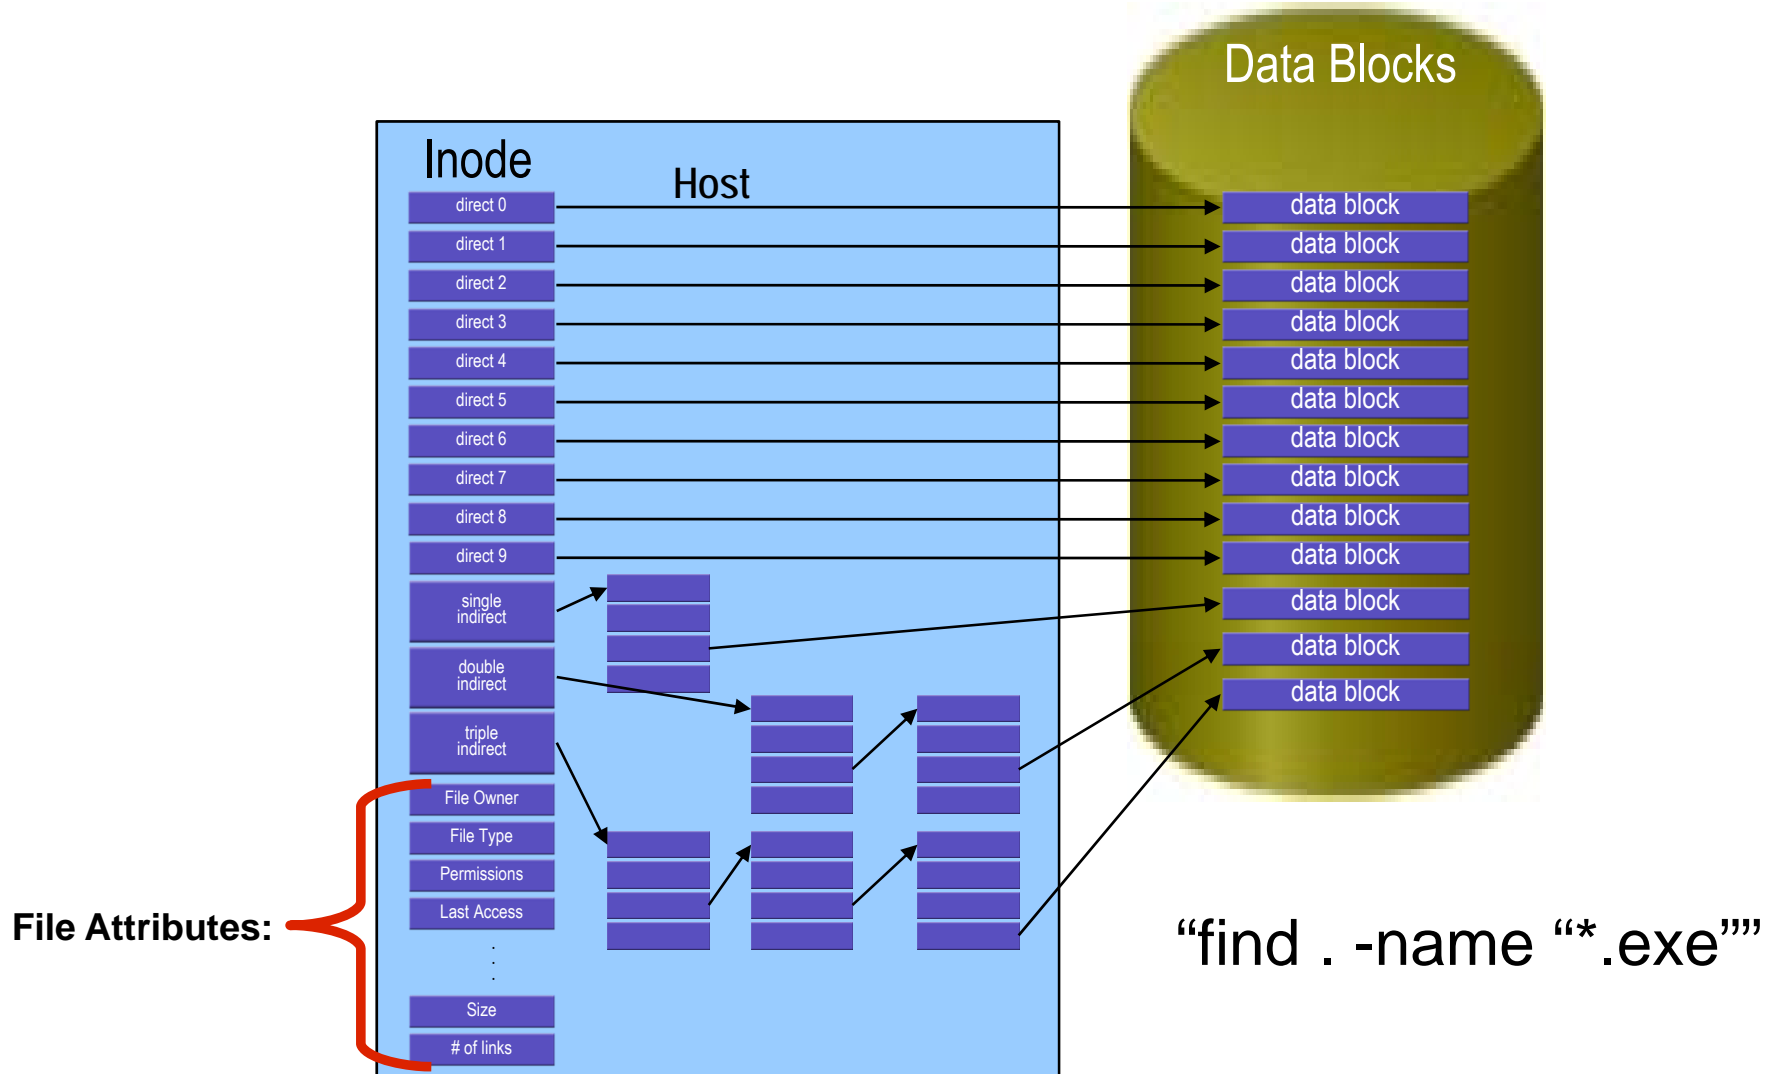 Data Blocks
Inode
Host
direct 0
data block
direct 1
data block
direct 2
data block
direct 3
data block
direct 4
data block
direct 5
data block
direct 6
data block
direct 7
data block
direct 8
data block
direct 9
data block
single
indirect
data block
double
indirect
data block
triple
indirect
data block
File Attributes:
File Owner
File Type
Permissions
Last Access
.
.
.
Size
# of links
“find . -name “*.exe””